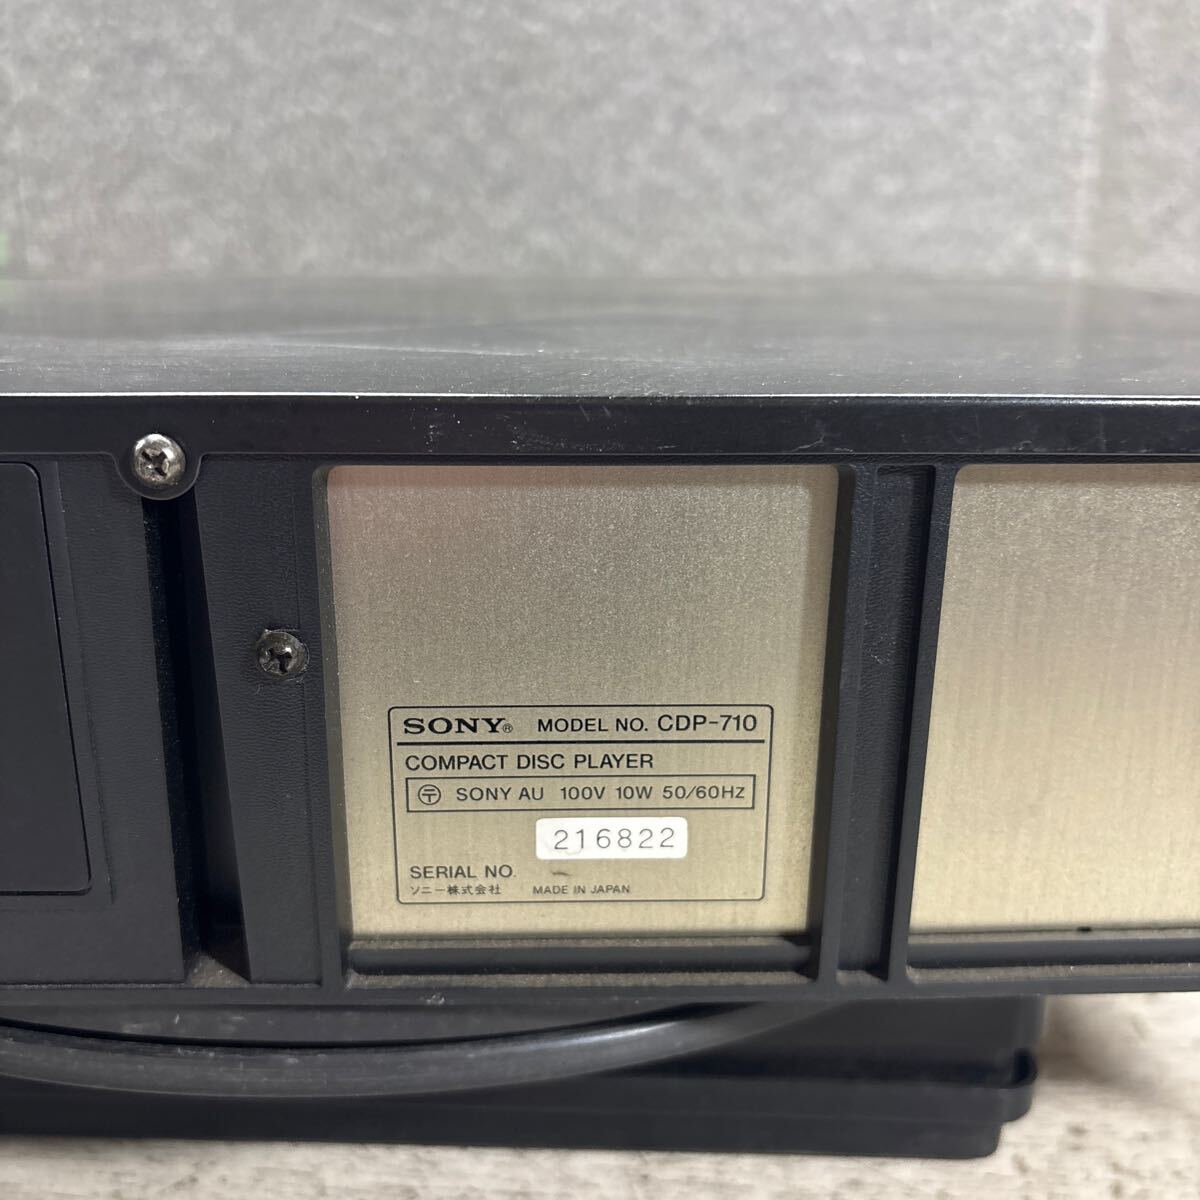 SONY® MODEL NO. CDP-710
COMPACT DISC PLAYER
〒 SONY AU 100V 10W 50/60HZ
216822
SERIAL NO.
ソニー株式会社 MADE IN JAPAN